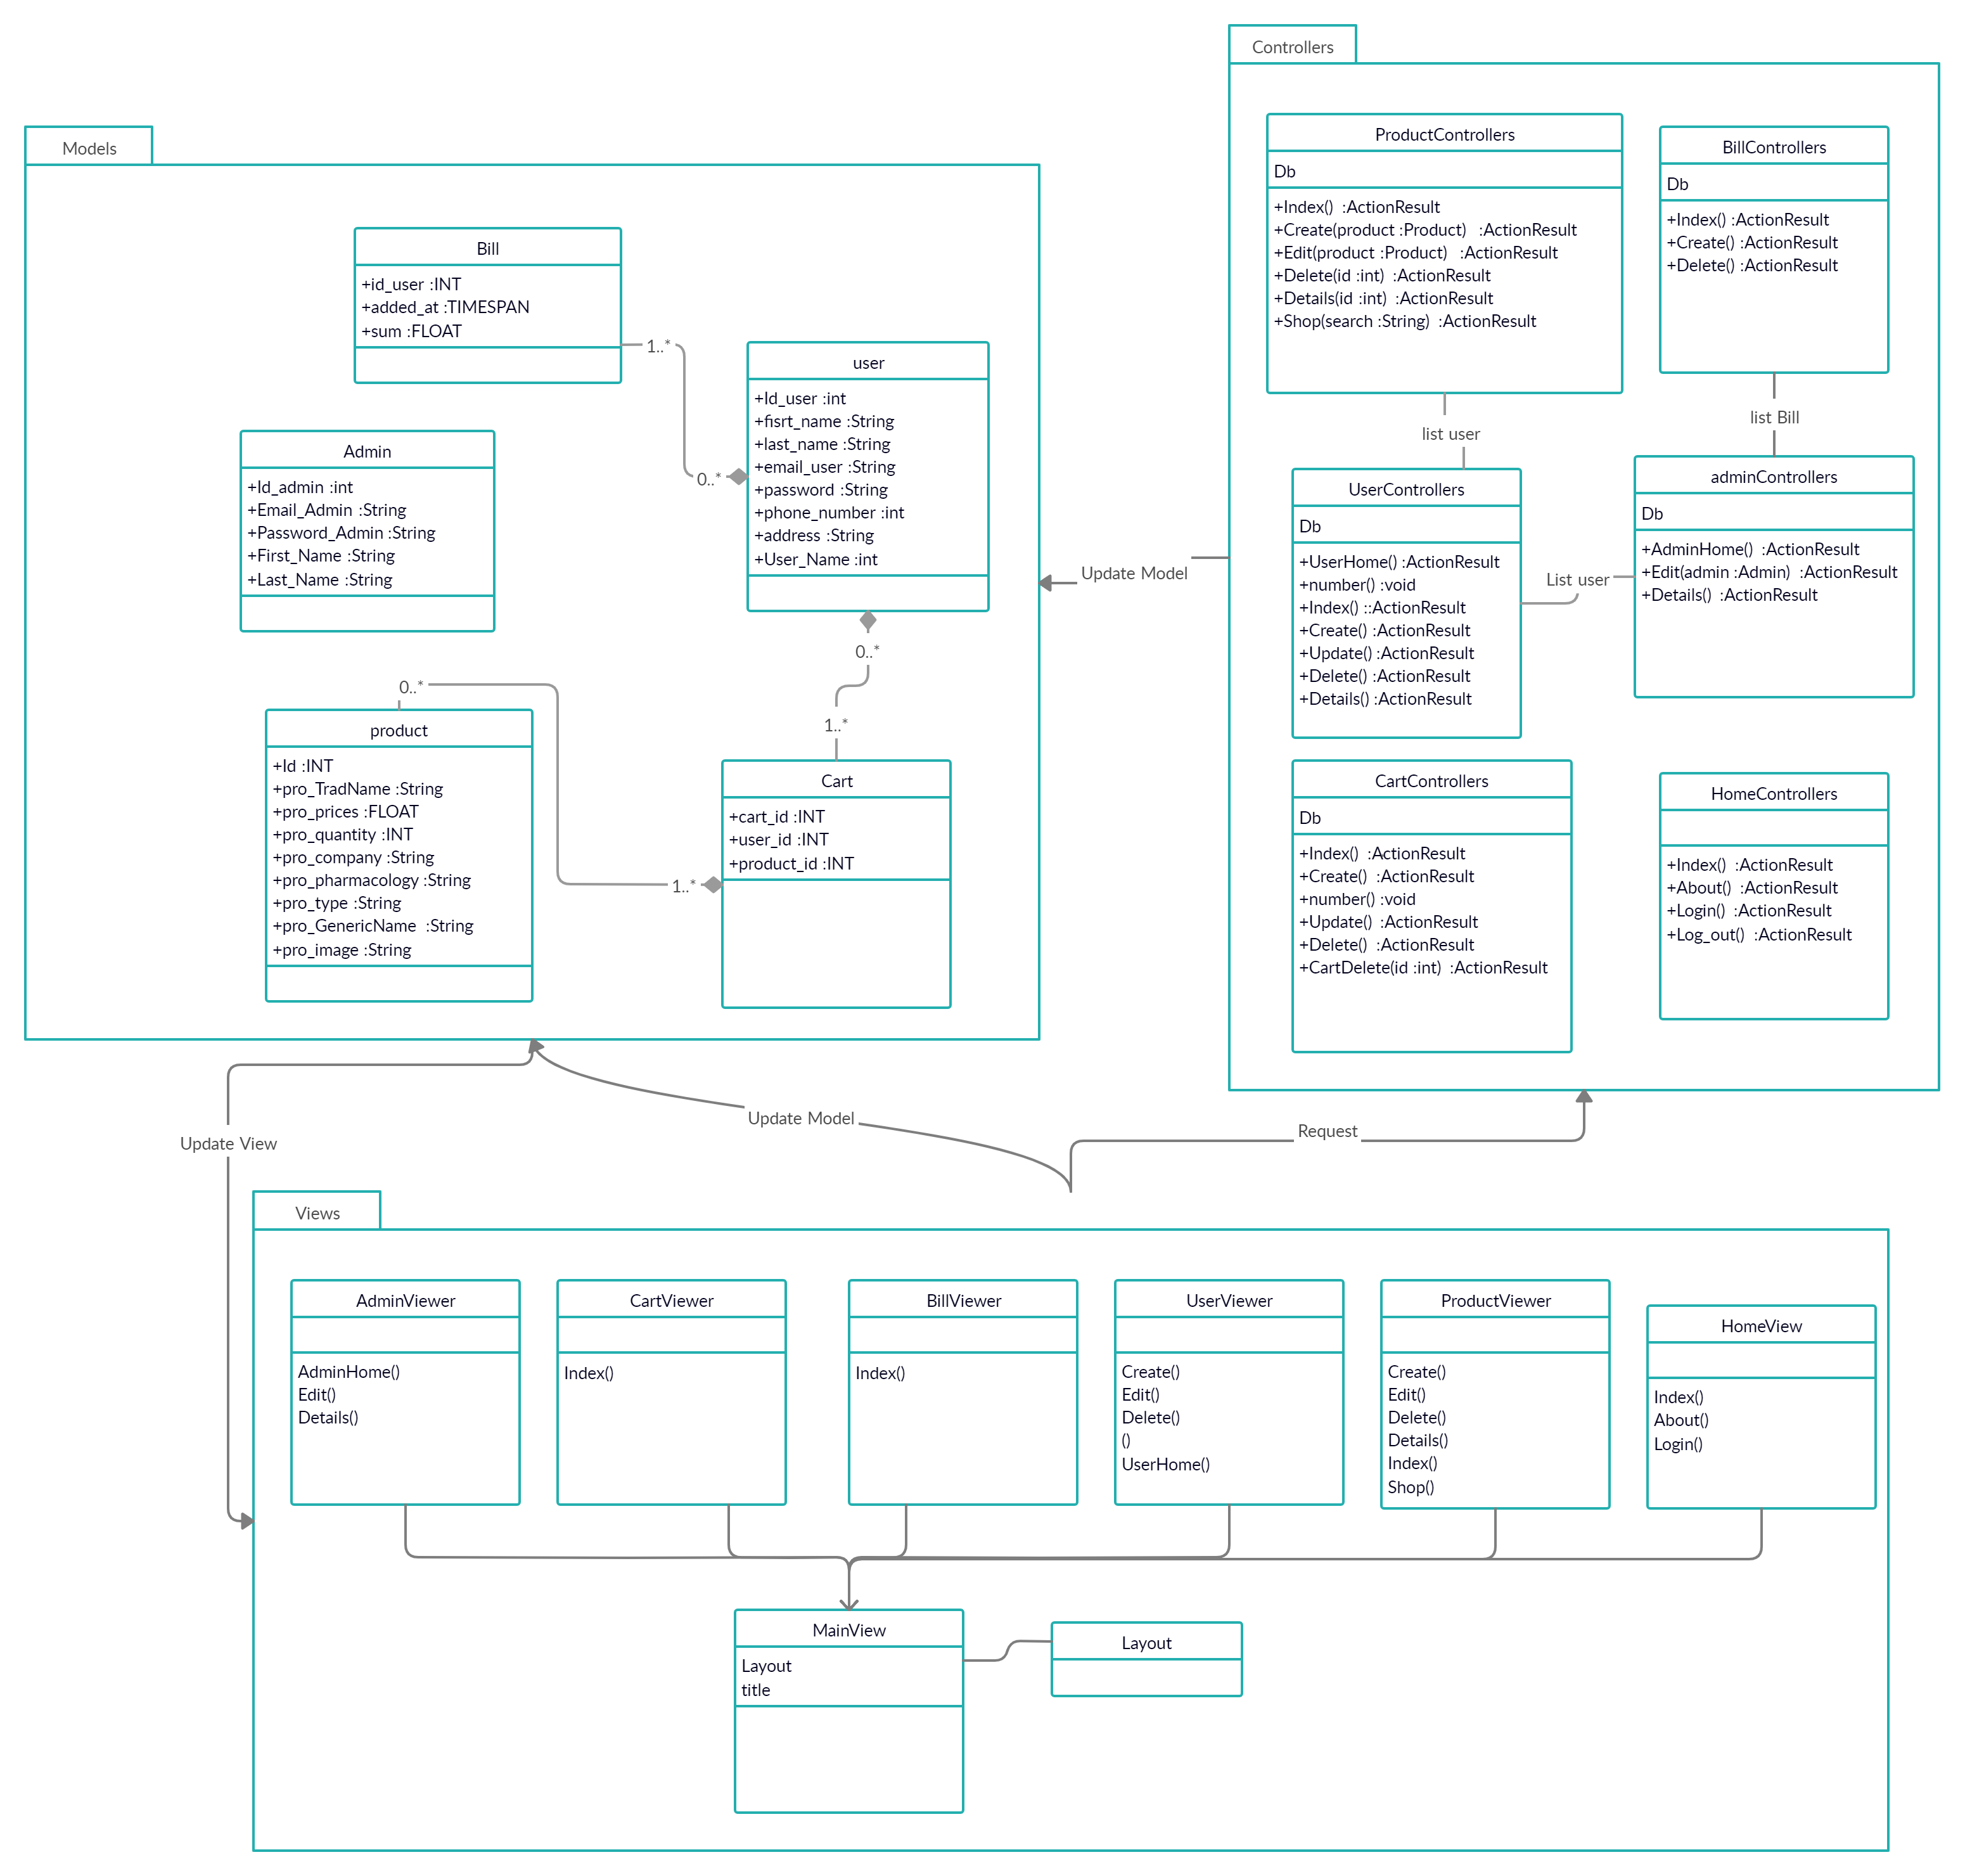 Controllers
ProductControllers
Db
+Index()  :ActionResult
+Create(product :Product)   :ActionResult
+Edit(product :Product)   :ActionResult
+Delete(id :int)  :ActionResult
+Details(id :int)  :ActionResult
+Shop(search :String)  :ActionResult
BillControllers
Db
+Index() :ActionResult
+Create() :ActionResult
+Delete() :ActionResult
list user
list Bill
UserControllers
Db
+UserHome() :ActionResult
+number() :void
+Index() ::ActionResult
+Create() :ActionResult
+Update() :ActionResult
+Delete() :ActionResult
+Details() :ActionResult
List user
adminControllers
Db
+AdminHome()  :ActionResult
+Edit(admin :Admin)  :ActionResult
+Details()  :ActionResult
CartControllers
Db
+Index()  :ActionResult
+Create()  :ActionResult
+number() :void
+Update()  :ActionResult
+Delete()  :ActionResult
+CartDelete(id :int)  :ActionResult
HomeControllers
+Index()  :ActionResult
+About()  :ActionResult
+Login()  :ActionResult
+Log_out()  :ActionResult
Models
Bill
+id_user :INT
+added_at :TIMESPAN
+sum :FLOAT
1..*
0..*
user
+Id_user :int
+fisrt_name :String
+last_name :String
+email_user :String
+password :String
+phone_number :int
+address :String
+User_Name :int
Admin
+Id_admin :int
+Email_Admin :String
+Password_Admin :String
+First_Name :String
+Last_Name :String
0..*
1..*
0..*
product
+Id :INT
+pro_TradName :String
+pro_prices :FLOAT
+pro_quantity :INT
+pro_company :String
+pro_pharmacology :String
+pro_type :String
+pro_GenericName  :String
+pro_image :String
1..*
Cart
+cart_id :INT
+user_id :INT
+product_id :INT
Update Model
Update Model
Request
Update View
Views
AdminViewer
AdminHome()
Edit()
Details()
CartViewer
Index()
BillViewer
Index()
UserViewer
Create()
Edit()
Delete()
()
UserHome()
ProductViewer
Create()
Edit()
Delete()
Details()
Index()
Shop()
HomeView
Index()
About()
Login()
MainView
Layout
title
Layout